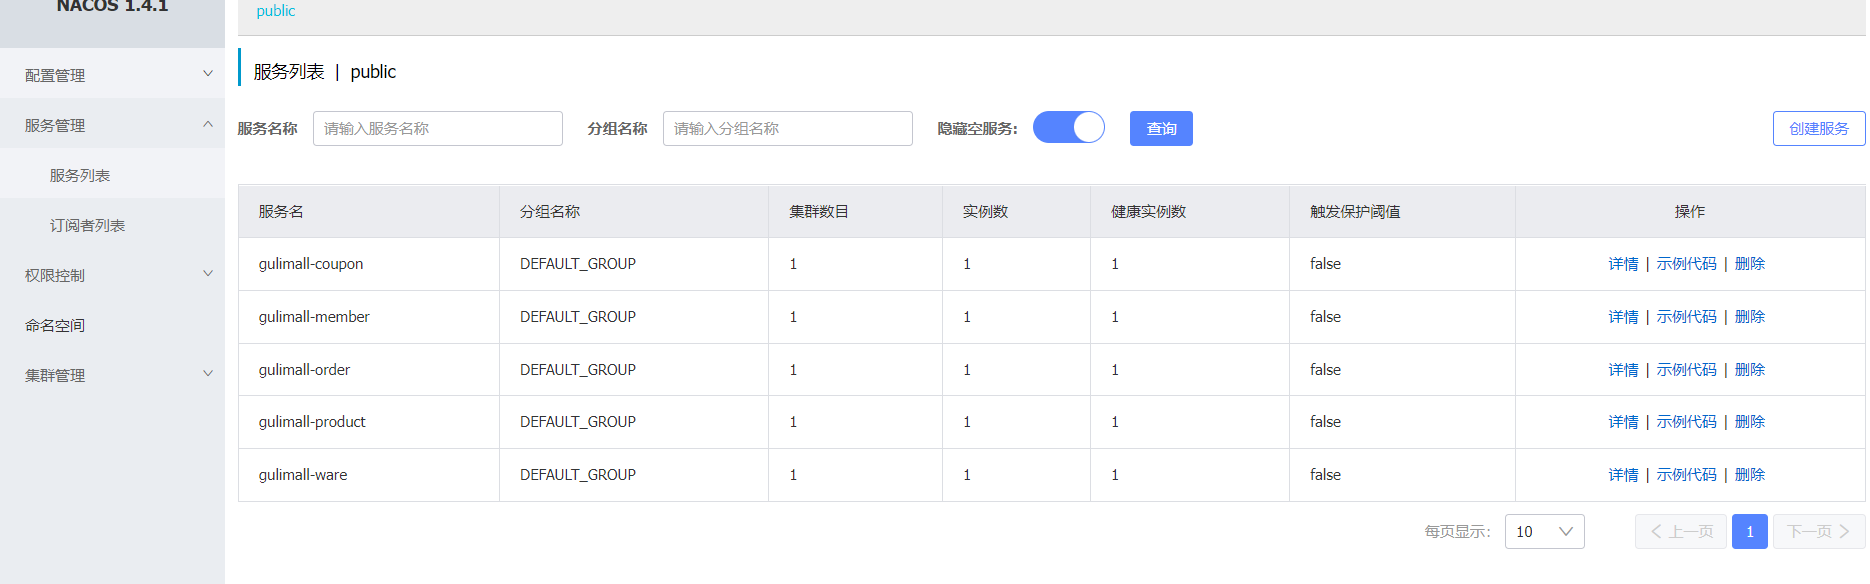 NACOS 1.4.1
public
配置管理
服务管理
服务列表
订阅者列表
权限控制
命名空间
集群管理
服务列表 | public
服务名称 请输入服务名称 分组名称 请输入分组名称 隐藏空服务: 查询 创建服务
服务名 分组名称 集群数目 实例数 健康实例数 触发保护阈值 操作
gulimall-coupon DEFAULT_GROUP 1 1 1 false 详情 | 示例代码 | 删除
gulimall-member DEFAULT_GROUP 1 1 1 false 详情 | 示例代码 | 删除
gulimall-order DEFAULT_GROUP 1 1 1 false 详情 | 示例代码 | 删除
gulimall-product DEFAULT_GROUP 1 1 1 false 详情 | 示例代码 | 删除
gulimall-ware DEFAULT_GROUP 1 1 1 false 详情 | 示例代码 | 删除
每页显示: 10 上一页 1 下一页